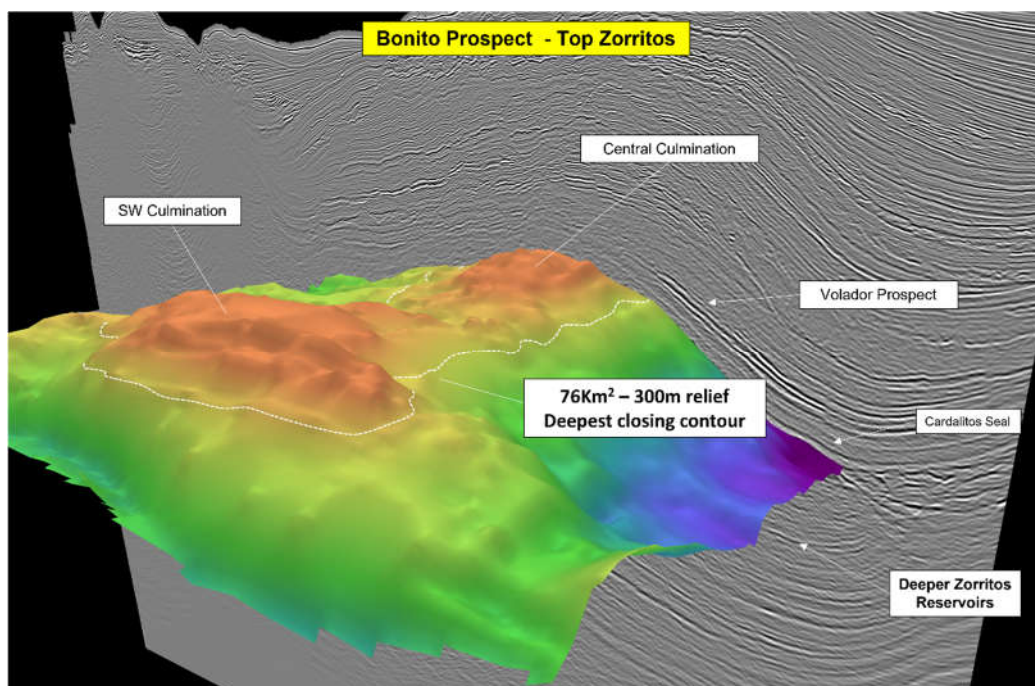 Bonito Prospect - Top Zorritos
Central Culmination
SW Culmination
Volador Prospect
76Km² – 300m relief
Deepest closing contour
Cardalitos Seal
Deeper Zorritos
Reservoirs